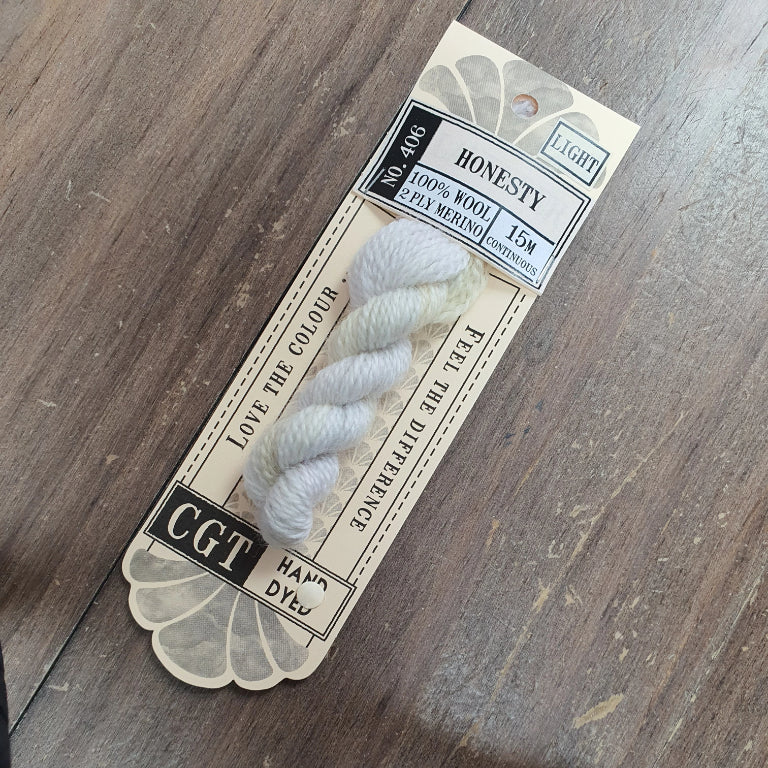 LIGHT
NO. 406
HONESTY
100% WOOL
2 PLY MERINO
15M
CONTINUOUS
LOVE THE COLOUR .
FEEL THE DIFFERENCE
CGT
HAND
DYED